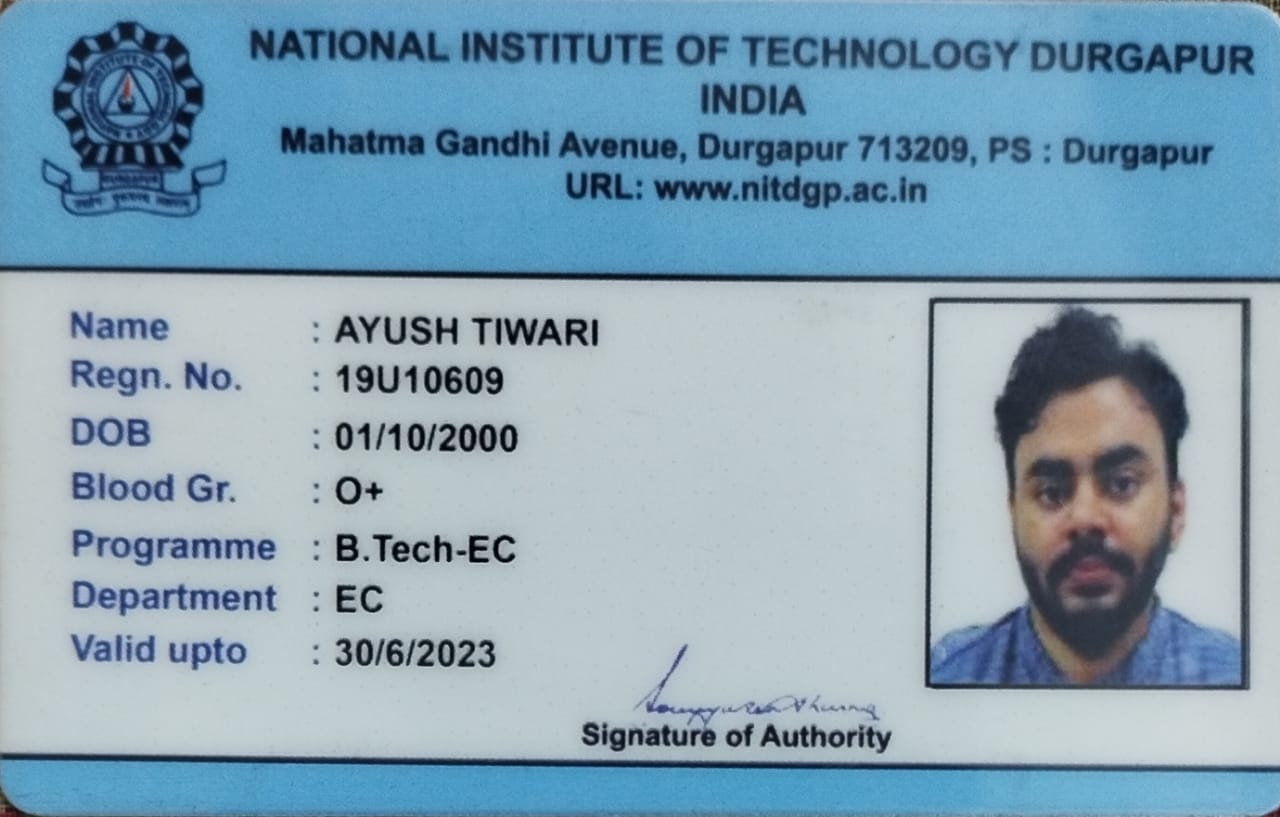 NATIONAL INSTITUTE OF TECHNOLOGY DURGAPUR
INDIA
Mahatma Gandhi Avenue, Durgapur 713209, PS : Durgapur
URL: www.nitdgp.ac.in
Name : AYUSH TIWARI
Regn. No. : 19U10609
DOB : 01/10/2000
Blood Gr. : O+
Programme : B.Tech-EC
Department : EC
Valid upto : 30/6/2023
Signature of Authority